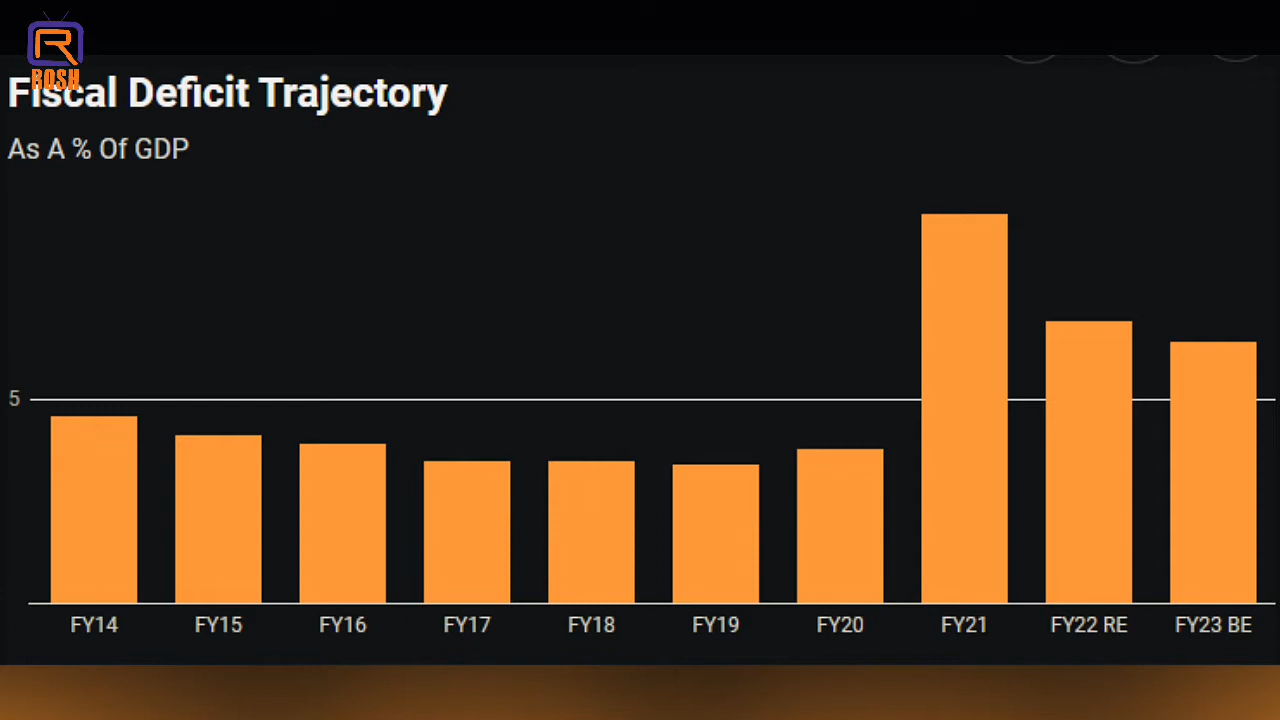 R
BOSH
Fiscal Deficit Trajectory
As A % Of GDP
5
FY14 FY15 FY16 FY17 FY18 FY19 FY20 FY21 FY22 RE FY23 BE